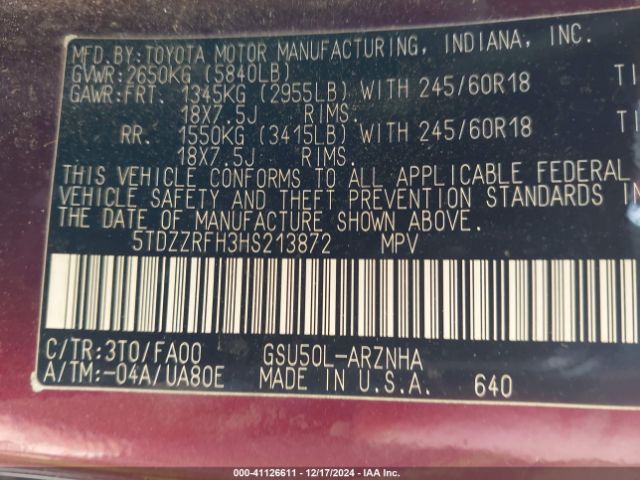 MFD.BY:TOYOTA MOTOR MANUFACTURING, INDIANA, INC.
GVWR:2650KG (5840LB)
GAWR:FRT. 1345KG (2955LB) WITH 245/60R18 TI
18X7.5J RIMS.
RR. 1550KG (3415LB) WITH 245/60R18 TI
18X7.5J RIMS.
THIS VEHICLE CONFORMS TO ALL APPLICABLE FEDERAL
VEHICLE SAFETY AND THEFT PREVENTION STANDARDS IN
THE DATE OF MANUFACTURE SHOWN ABOVE.
5TDZZRFH3HS213872 MPV
C/TR:3T0/FA00 GSU50L-ARZNHA
A/TM:-04A/UA80E MADE IN U.S.A. 640
000-41126611 - 12/17/2024 - IAA Inc.